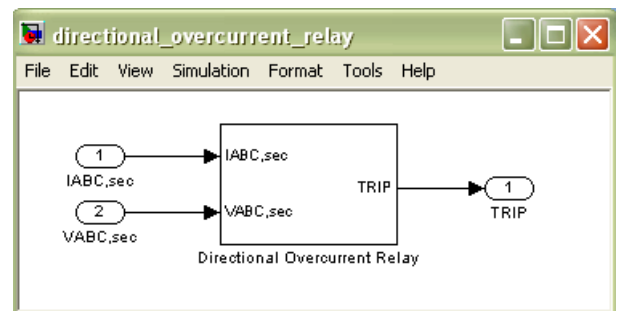 directional_overcurrent_relay
File Edit View Simulation Format Tools Help
1
IABC,sec
2
VABC,sec
IABC,sec
VABC,sec
TRIP
Directional Overcurrent Relay
1
TRIP